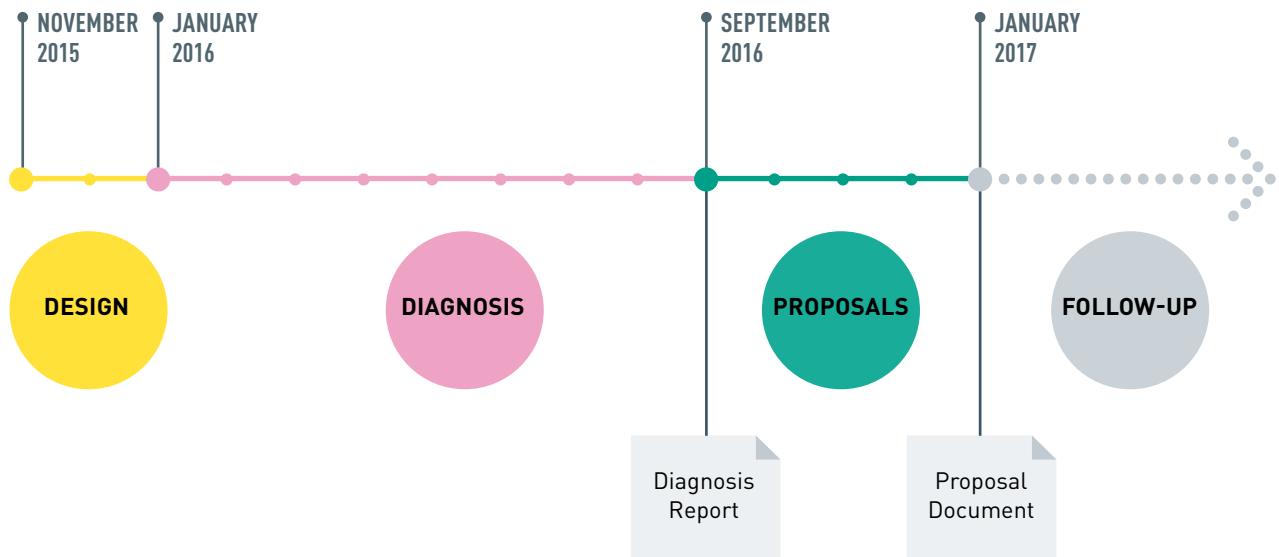 NOVEMBER
2015
JANUARY
2016
SEPTEMBER
2016
JANUARY
2017
DESIGN
DIAGNOSIS
PROPOSALS
FOLLOW-UP
Diagnosis
Report
Proposal
Document